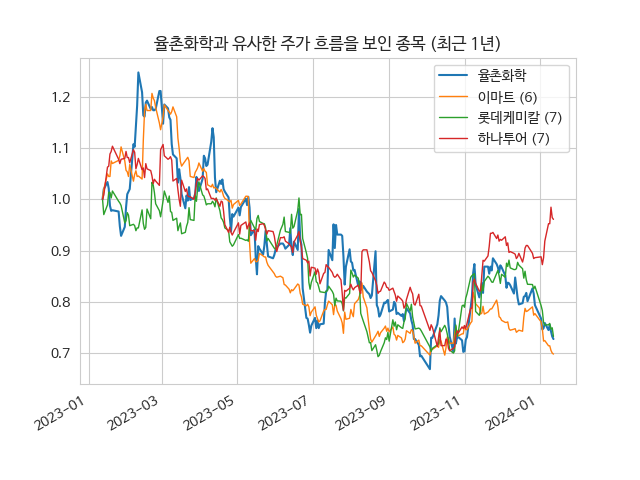 율촌화학과 유사한 주가 흐름을 보인 종목 (최근 1년)
율촌화학
이마트 (6)
롯데케미칼 (7)
하나투어 (7)
1.2
1.1
1.0
0.9
0.8
0.7
2023-01
2023-03
2023-05
2023-07
2023-09
2023-11
2024-01